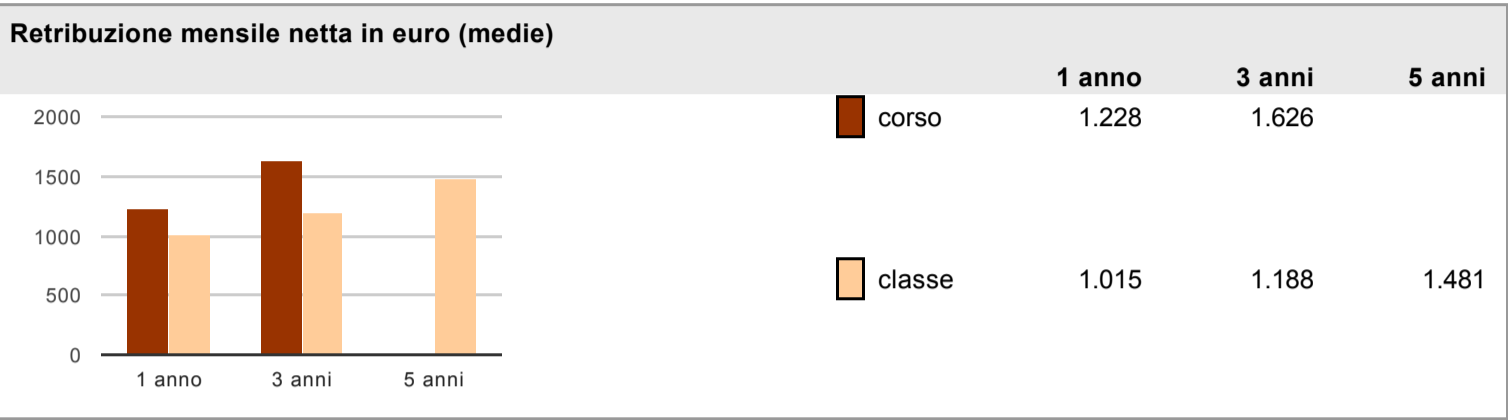 Retribuzione mensile netta in euro (medie)
1 anno 3 anni 5 anni
2000
1500
1000
500
0
1 anno 3 anni 5 anni
corso 1.228 1.626
classe 1.015 1.188 1.481